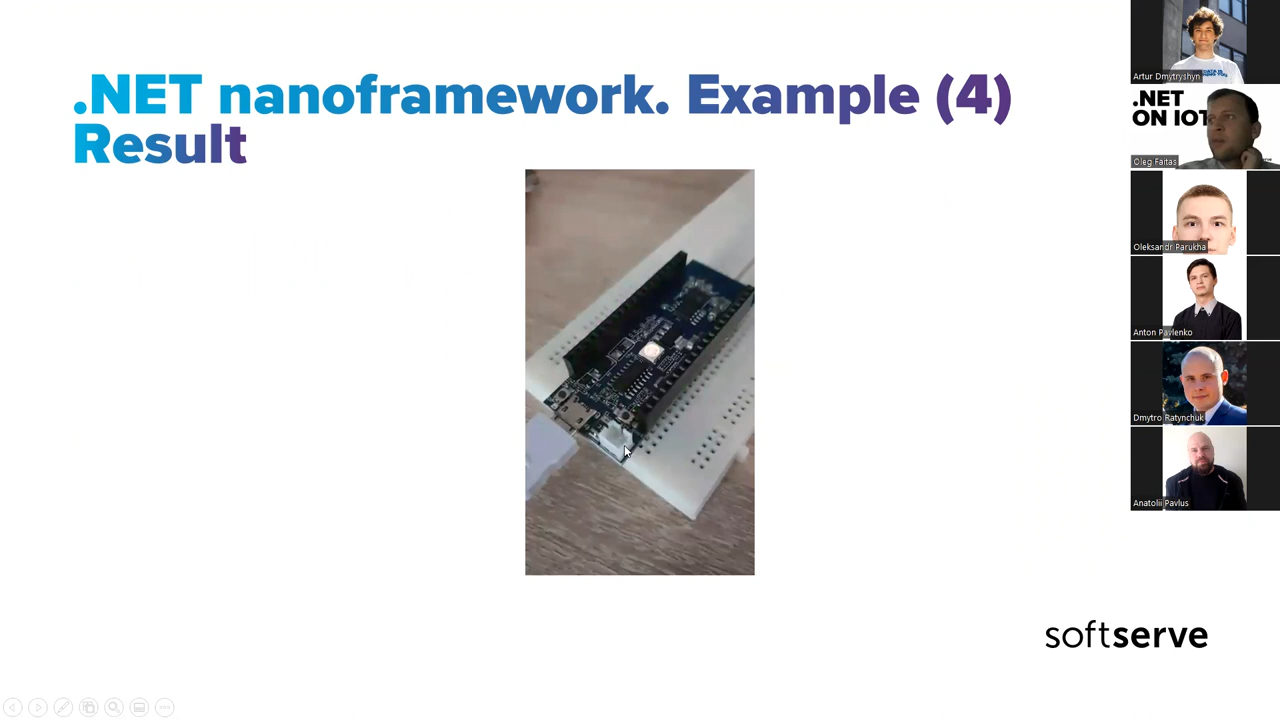 .NET nanoframework. Example (4)
Result
softserve
Artur Dmytryshyn
.NET
ON IOT
Oleg Faitas
Oleksandr Parukha
Anton Pavlenko
Dmytro Ratynchuk
Anatolii Pavlus